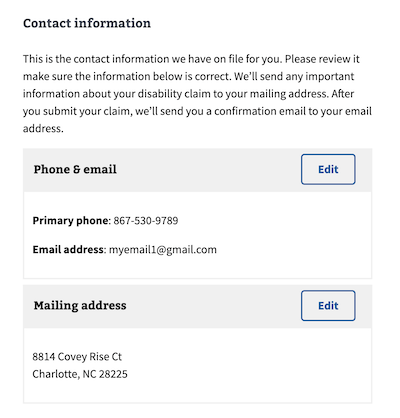 Contact information
This is the contact information we have on file for you. Please review it
make sure the information below is correct. We'll send any important
information about your disability claim to your mailing address. After
you submit your claim, we'll send you a confirmation email to your email
address.
Phone & email
Edit
Primary phone: 867-530-9789
Email address: myemail1@gmail.com
Mailing address
Edit
8814 Covey Rise Ct
Charlotte, NC 28225